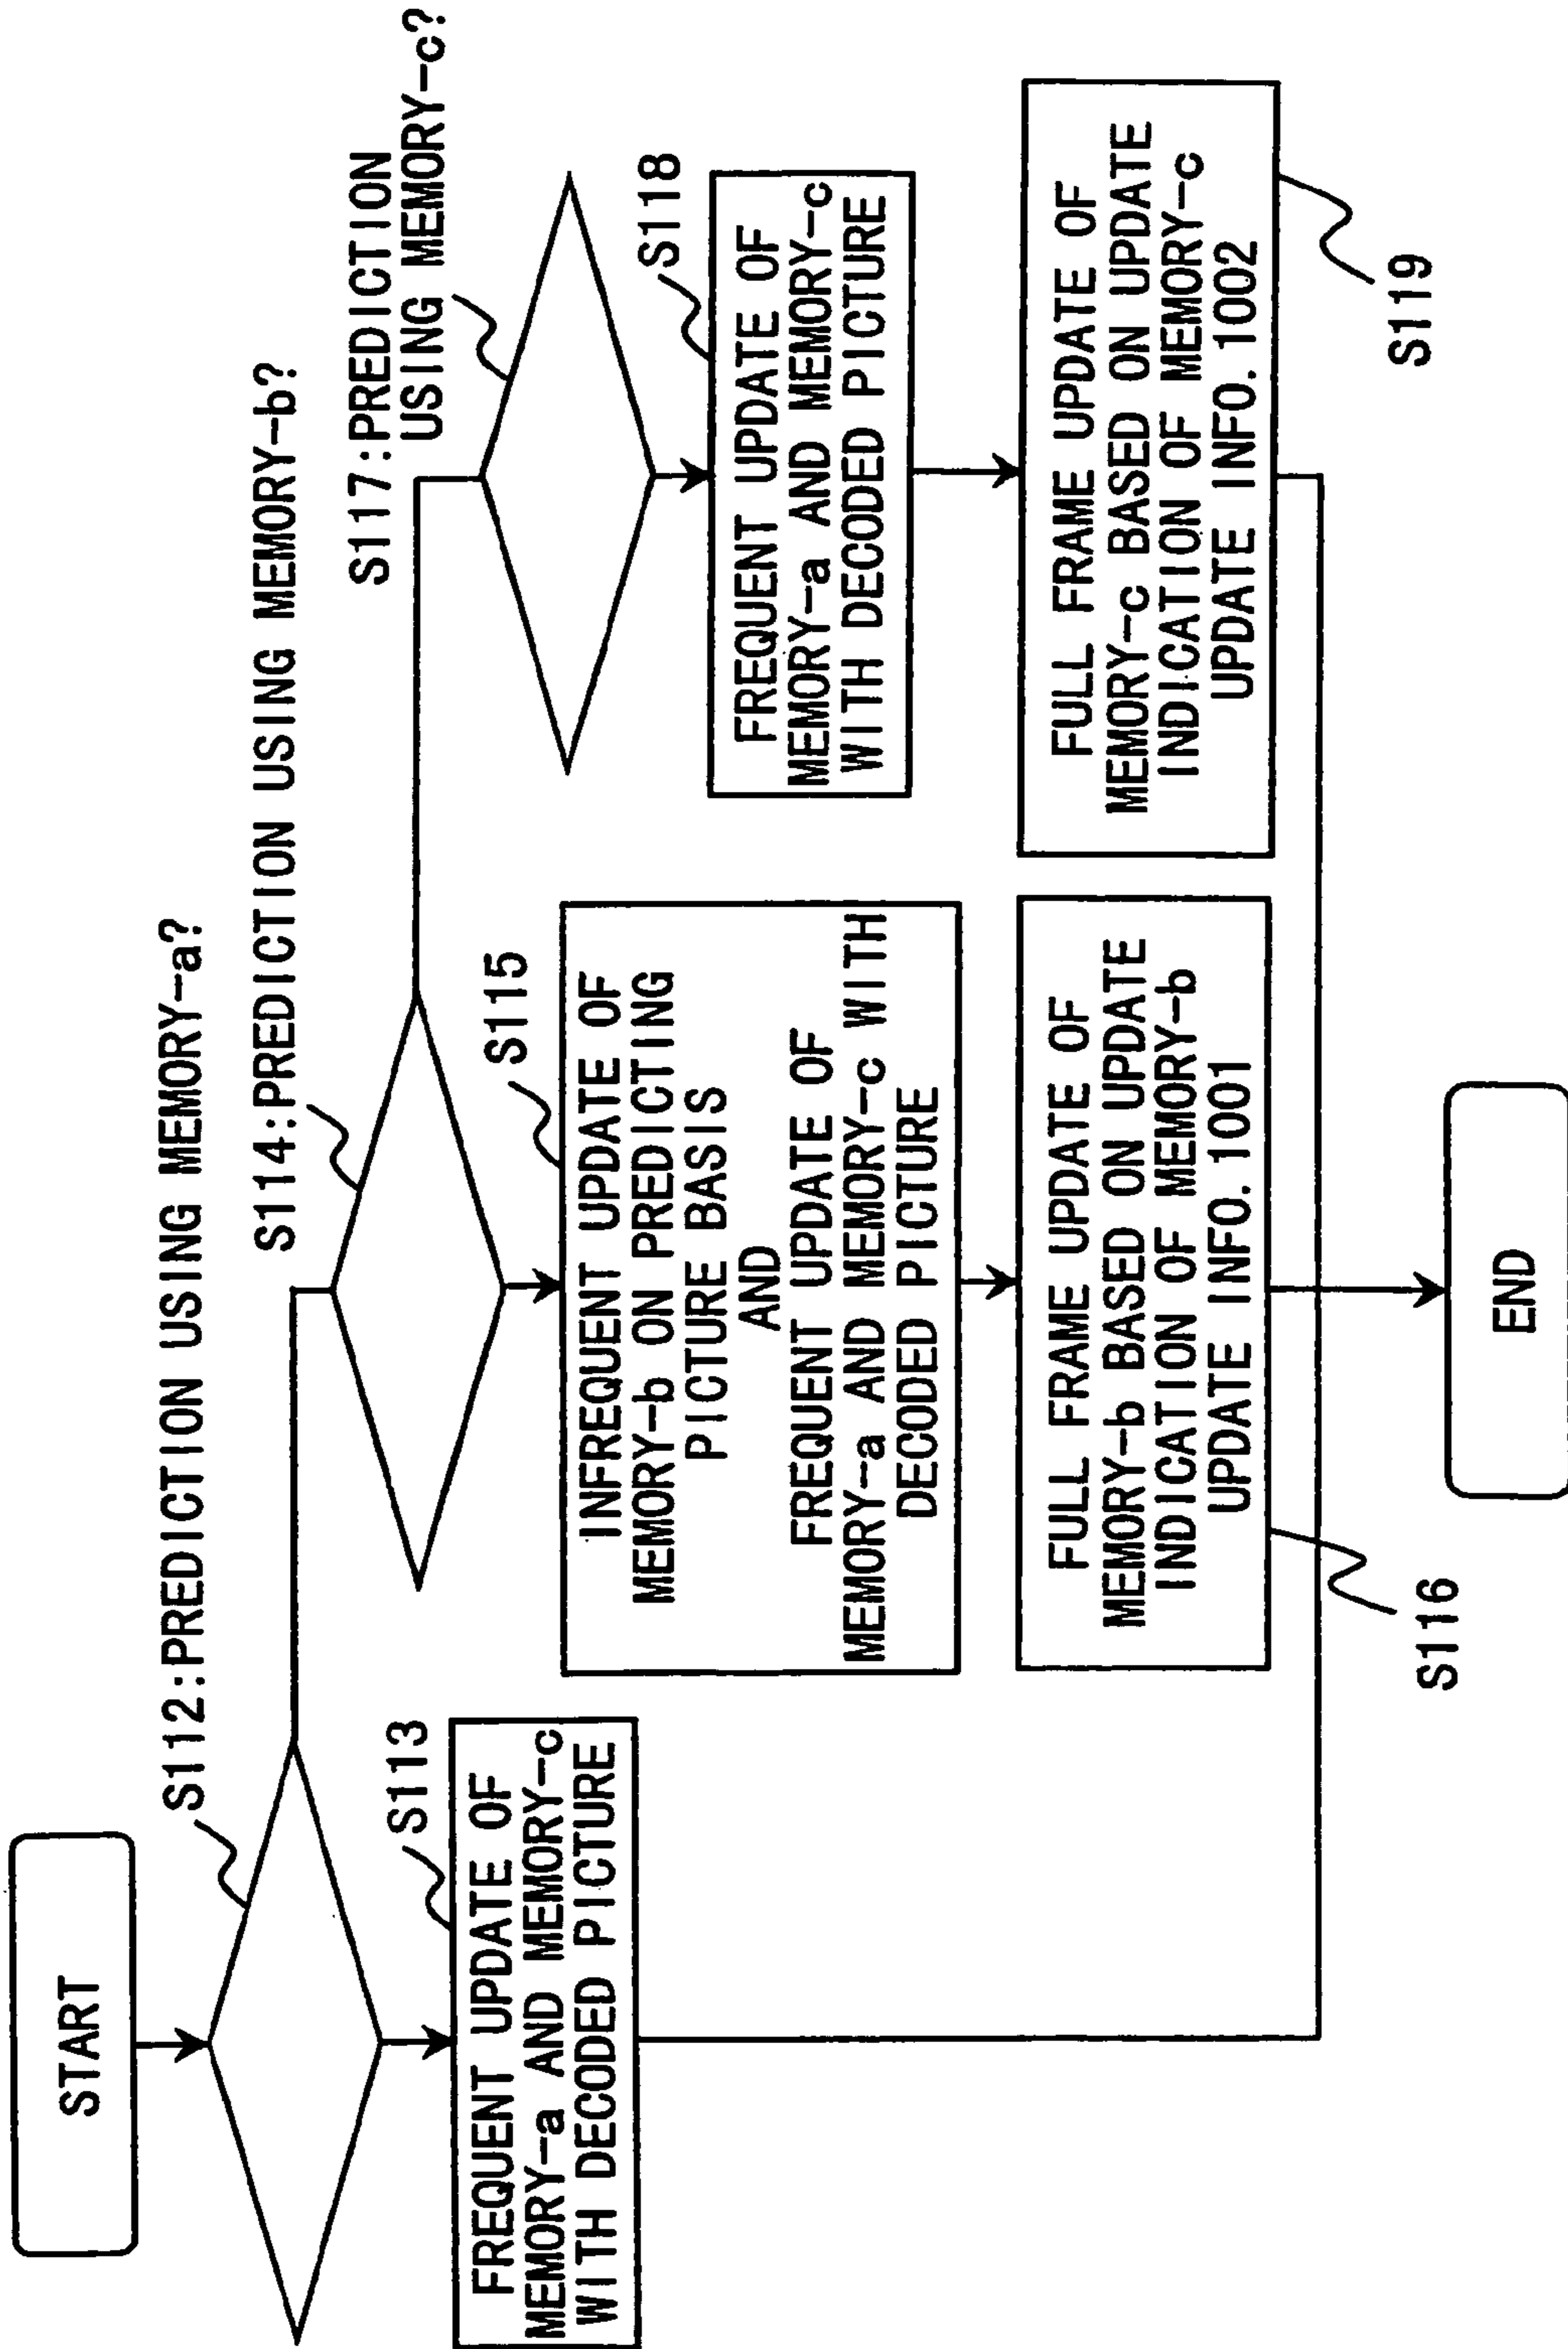 START
S112:PREDICTION USING MEMORY-a?
S113
FREQUENT UPDATE OF
MEMORY-a AND MEMORY-c
WITH DECODED PICTURE
S114:PREDICTION USING MEMORY-b?
S115
INFREQUENT UPDATE OF
MEMORY-b ON PREDICTING
PICTURE BASIS
AND
FREQUENT UPDATE OF
MEMORY-a AND MEMORY-c WITH
DECODED PICTURE
FULL FRAME UPDATE OF
MEMORY-b BASED ON UPDATE
INDICATION OF MEMORY-b
UPDATE INFO.1001
S116
S117:PREDICTION
USING MEMORY-c?
S118
FREQUENT UPDATE OF
MEMORY-a AND MEMORY-c
WITH DECODED PICTURE
FULL FRAME UPDATE OF
MEMORY-c BASED ON UPDATE
INDICATION OF MEMORY-c
UPDATE INFO.1002
S119
END